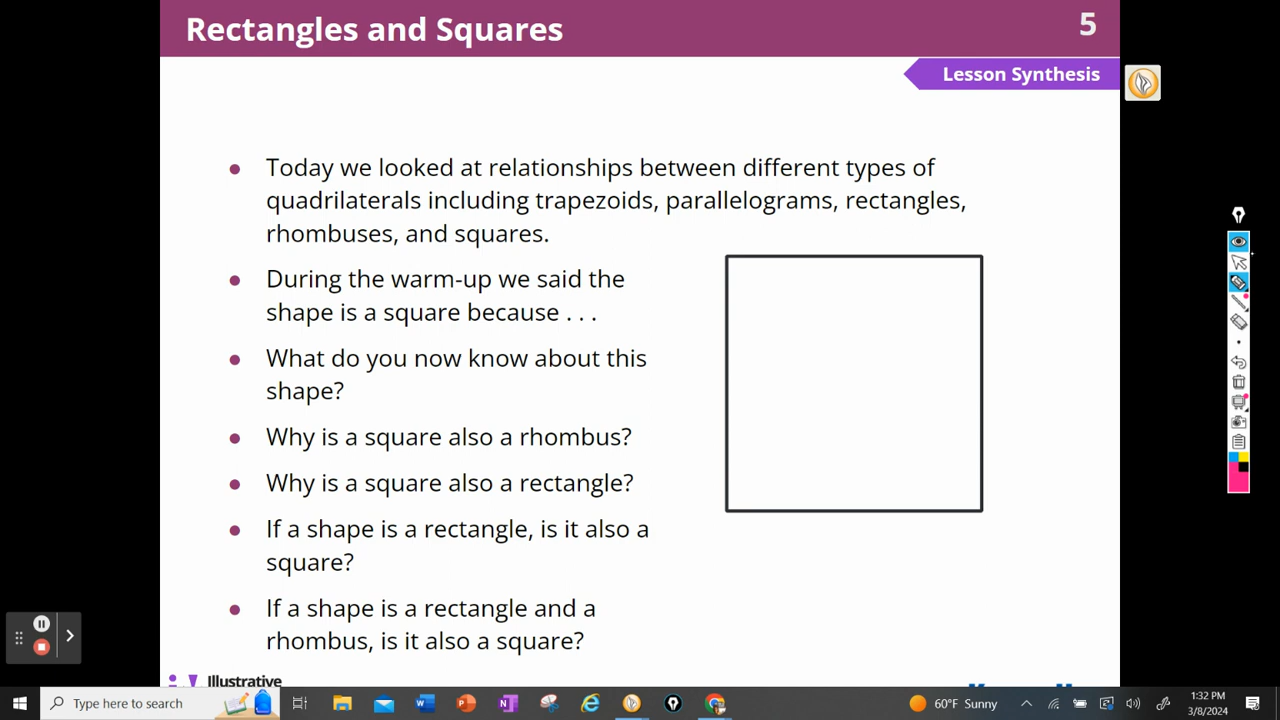 Rectangles and Squares
5
Lesson Synthesis
Today we looked at relationships between different types of
quadrilaterals including trapezoids, parallelograms, rectangles,
rhombuses, and squares.
During the warm-up we said the
shape is a square because . . .
What do you now know about this
shape?
Why is a square also a rhombus?
Why is a square also a rectangle?
If a shape is a rectangle, is it also a
square?
If a shape is a rectangle and a
rhombus, is it also a square?
Illustrative
Type here to search
60°F Sunny
1:32 PM
3/8/2024